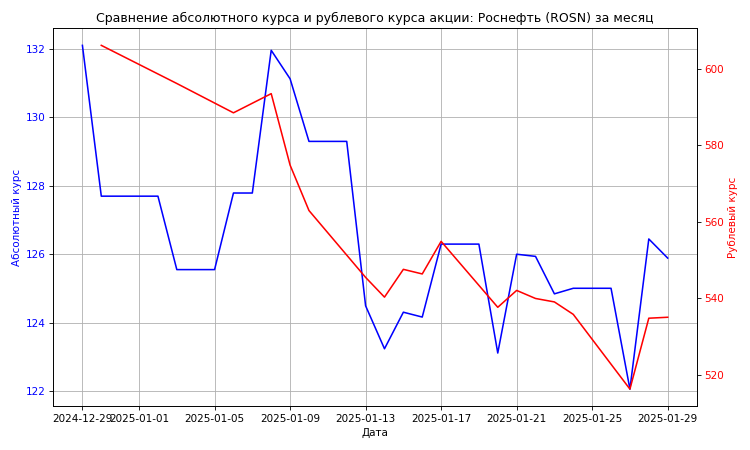 Сравнение абсолютного курса и рублевого курса акции: Роснефть (ROSN) за месяц
132
130
128
126
124
122
Абсолютный курс
600
580
560
540
520
Рублевый курс
2024-12-29 2025-01-01 2025-01-05 2025-01-09 2025-01-13 2025-01-17 2025-01-21 2025-01-25 2025-01-29
Дата